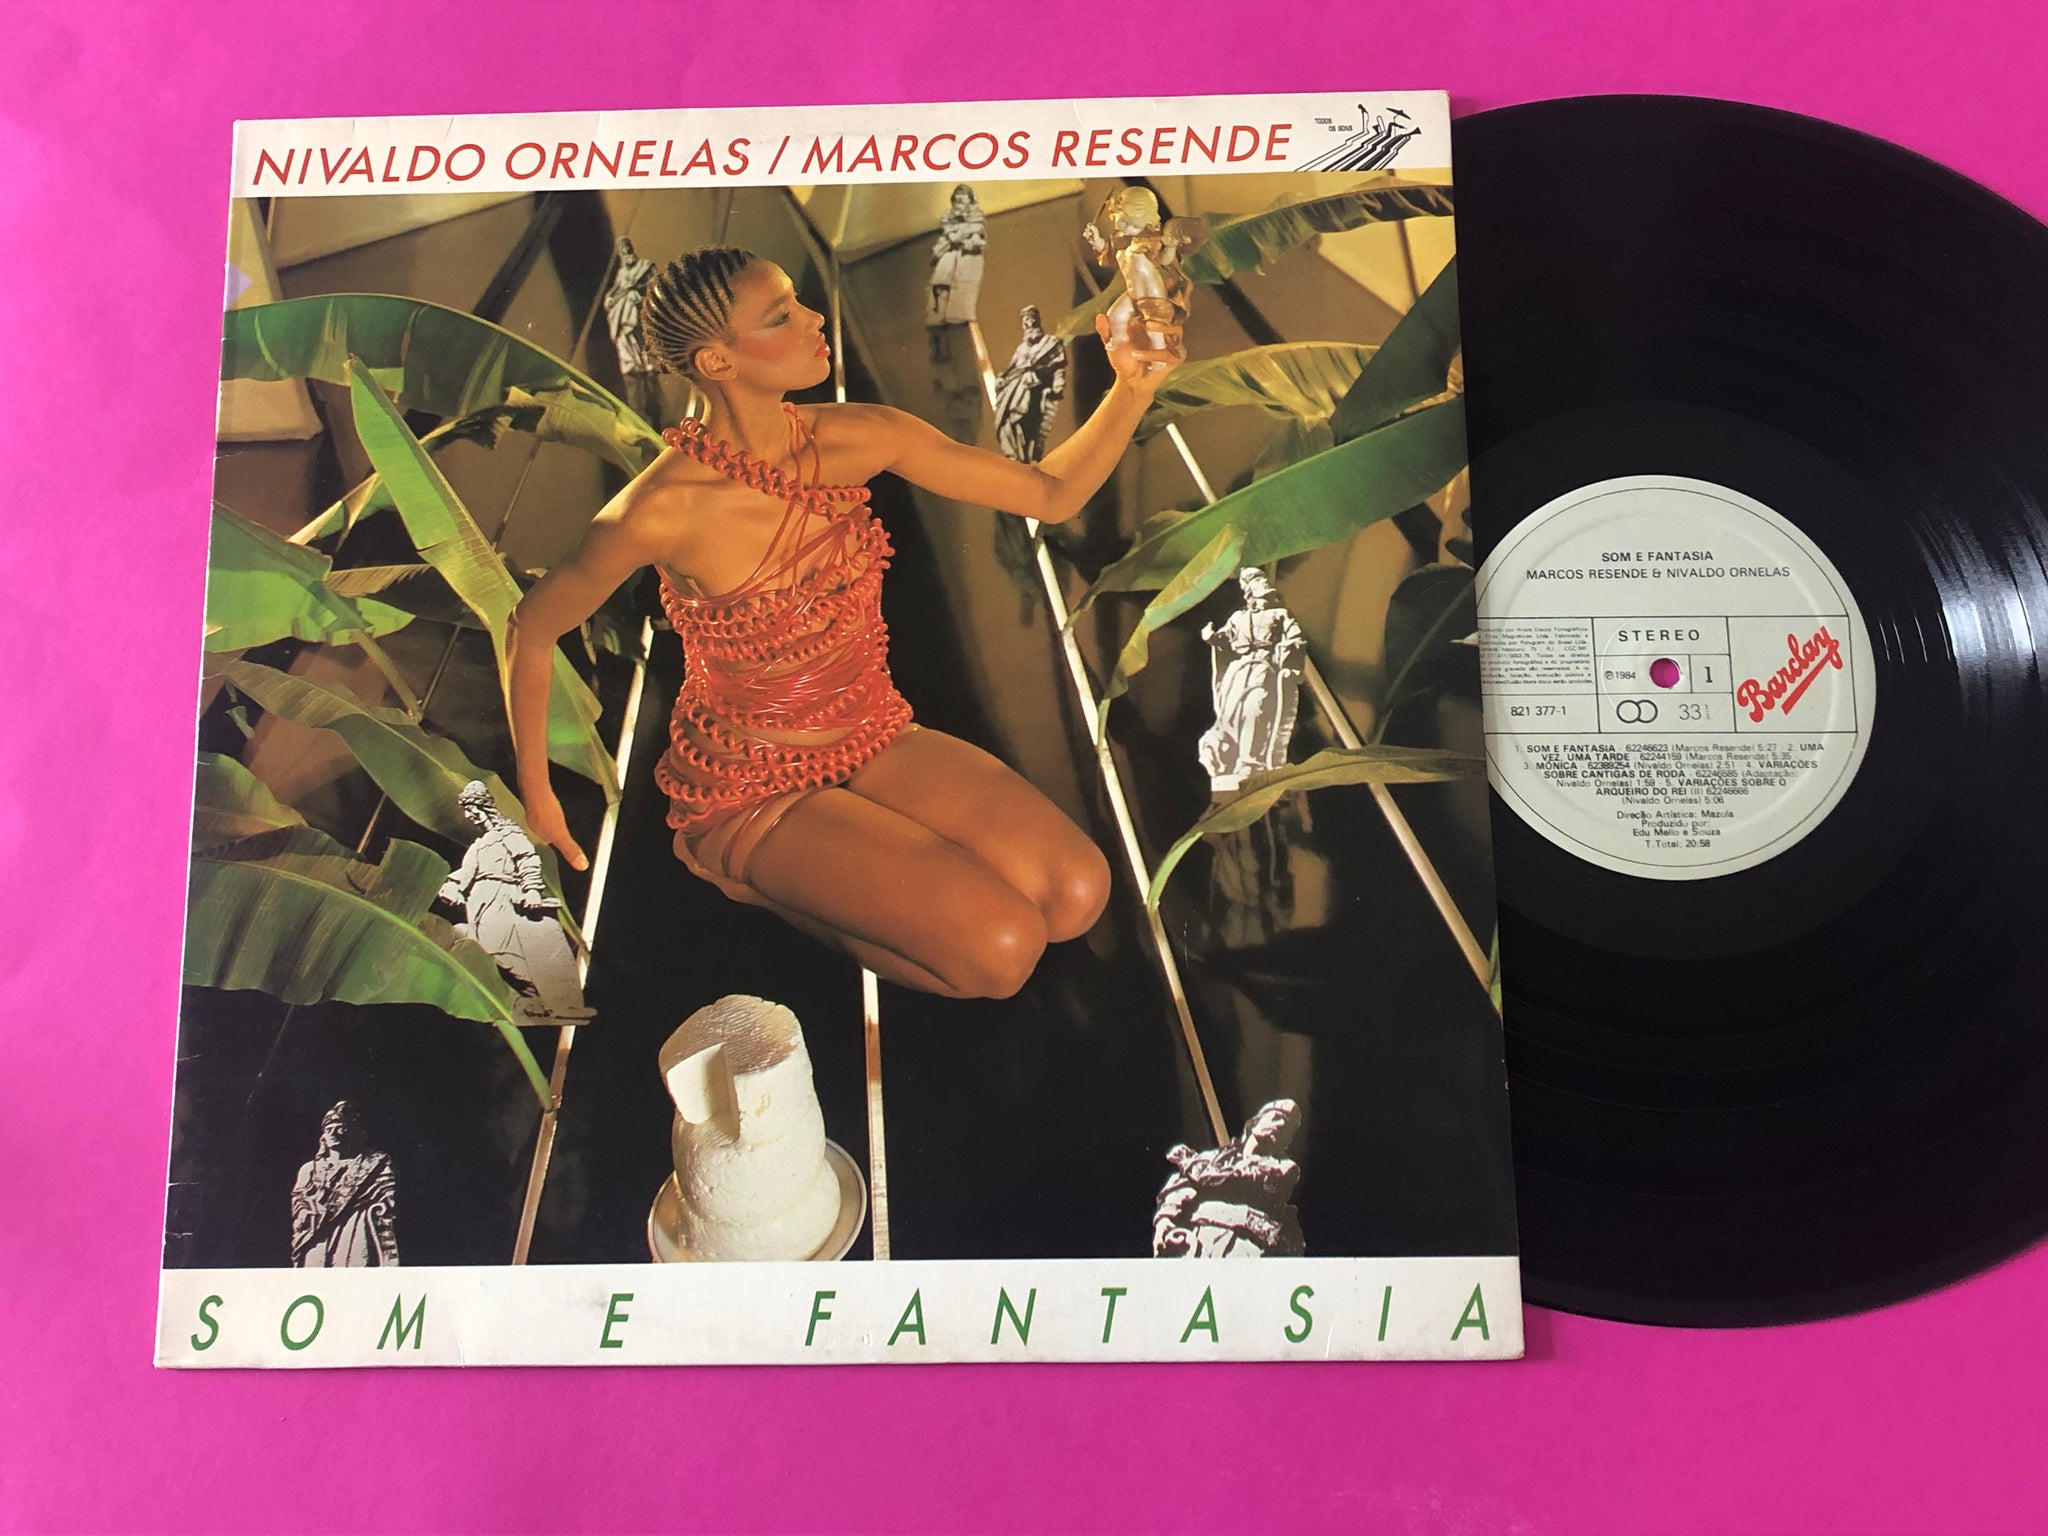 NIVALDO ORNELAS / MARCOS RESENDE
TODOS
OS SONS
SOM E FANTASIA
SOM E FANTASIA
MARCOS RESENDE & NIVALDO ORNELAS
STEREO
℗1984
1
Barclay
821 377-1
33
1. SOM E FANTASIA - 62246623 (Marcos Resende) 5:27 - 2. UMA
VEZ, UMA TARDE - 62244159 (Marcos Resende) 5:35
3. MÔNICA - 62389254 (Nivaldo Ornelas) 2:51 - 4. VARIAÇÕES
SOBRE CANTIGAS DE RODA - 62246585 (Adaptação:
Nivaldo Ornelas) 1:59 - 5. VARIAÇÕES SOBRE O
ARQUEIRO DO REI (II) 62246666
(Nivaldo Ornelas) 5:06
Direção Artística: Mazola
Produzido por:
Edu Mello e Souza
T.Total: 20:58